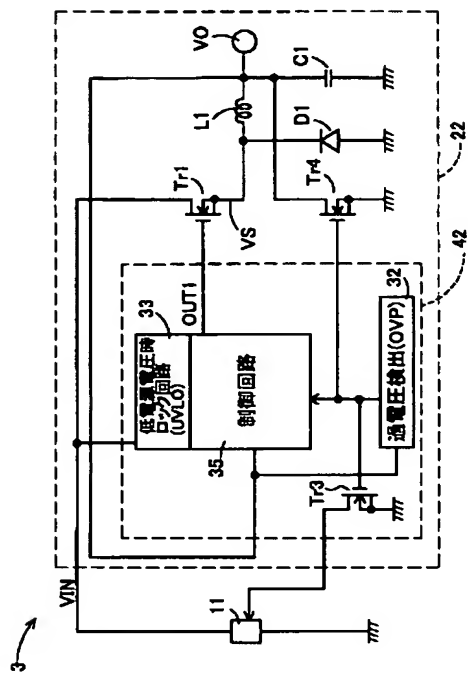 3
VIN
11
低電源電圧時
ロック回路
(UVLO)
33
制御回路
35
OUT1
Tr1
VS
L1
VO
C1
D1
Tr4
Tr3
過電圧検出(OVP)
32
42
22